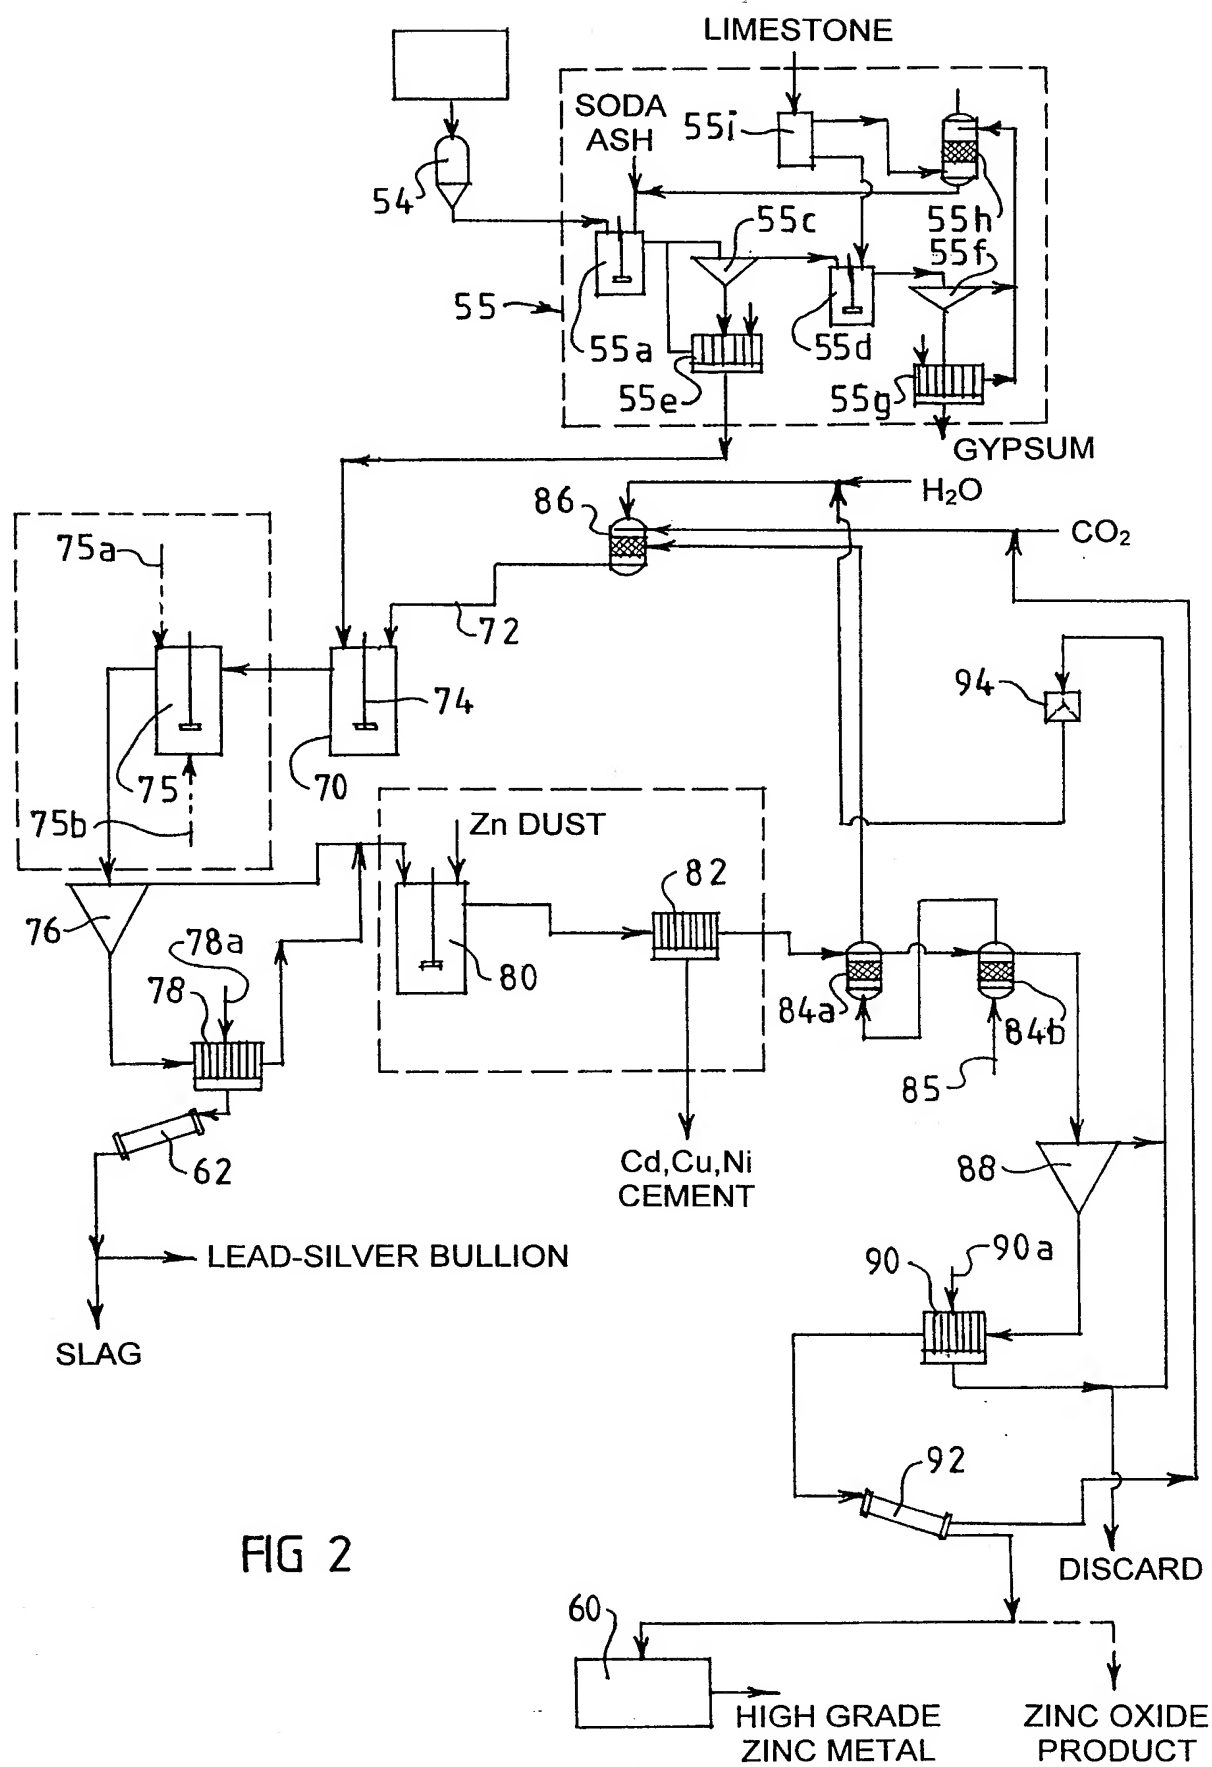 LIMESTONE
SODA
ASH
55i
54
55h
55c
55f
55
55a
55d
55e
55g
GYPSUM
86
H₂O
CO₂
75a
72
94
74
75
70
75b
Zn DUST
82
76
78a
78
80
84a
84b
85
62
Cd,Cu,Ni
CEMENT
88
LEAD-SILVER BULLION
90
90a
SLAG
92
FIG 2
DISCARD
60
HIGH GRADE
ZINC METAL
ZINC OXIDE
PRODUCT